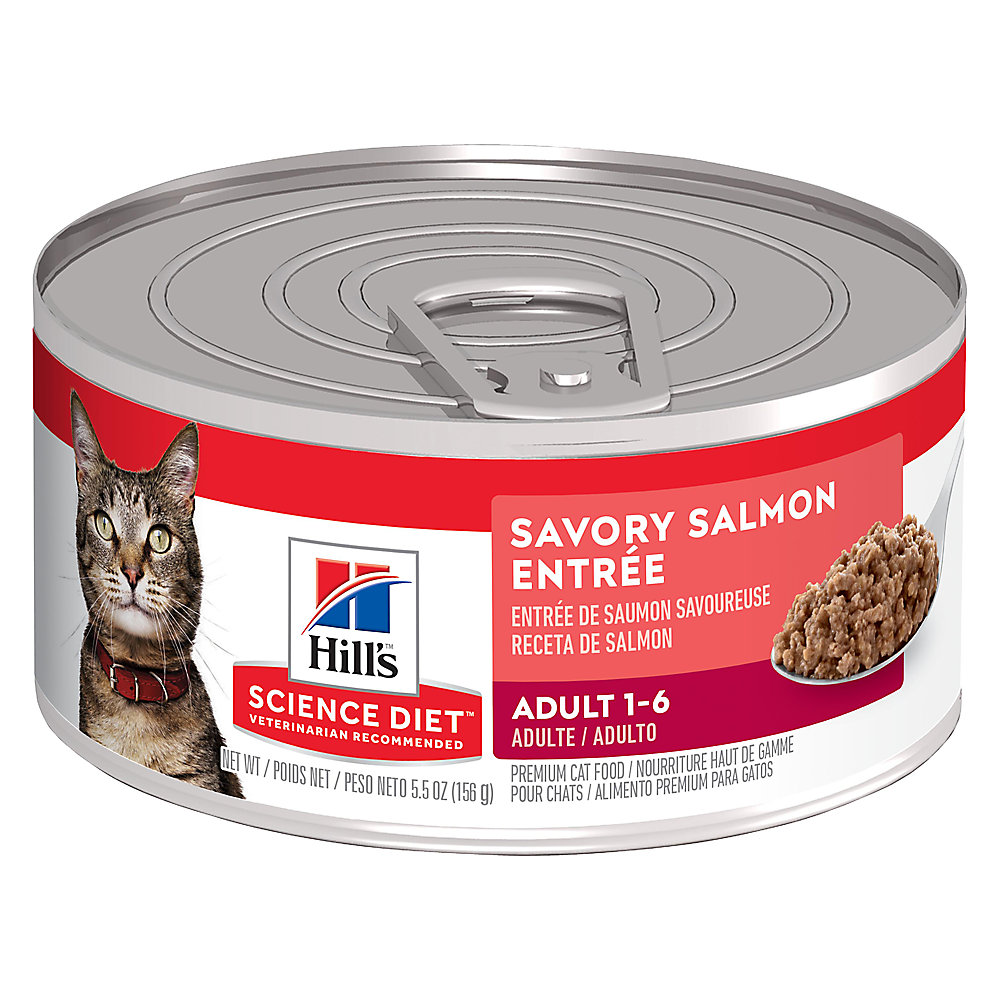 SAVORY SALMON
ENTRÉE
ENTRÉE DE SAUMON SAVOUREUSE
RECETA DE SALMON
Hill's™
SCIENCE DIET™
VETERINARIAN RECOMMENDED
ADULT 1-6
ADULTE / ADULTO
NET WT / POIDS NET / PESO NETO 5.5 OZ (156 g)
PREMIUM CAT FOOD / NOURRITURE HAUT DE GAMME
POUR CHATS / ALIMENTO PREMIUM PARA GATOS